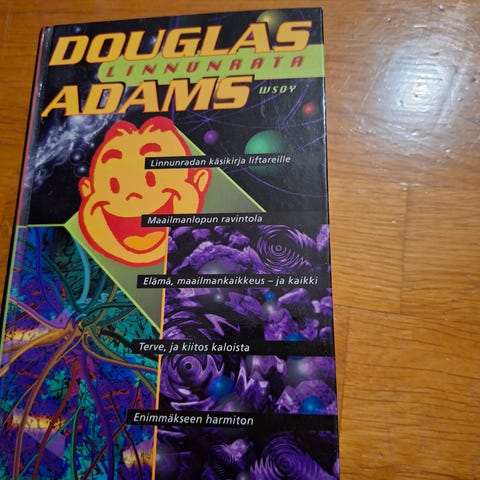 DOUGLAS
LINNUNRATA
ADAMS
WSOY
Linnunradan käsikirja liftareille
Maailmanlopun ravintola
Elämä, maailmankaikkeus – ja kaikki
Terve, ja kiitos kaloista
Enimmäkseen harmiton